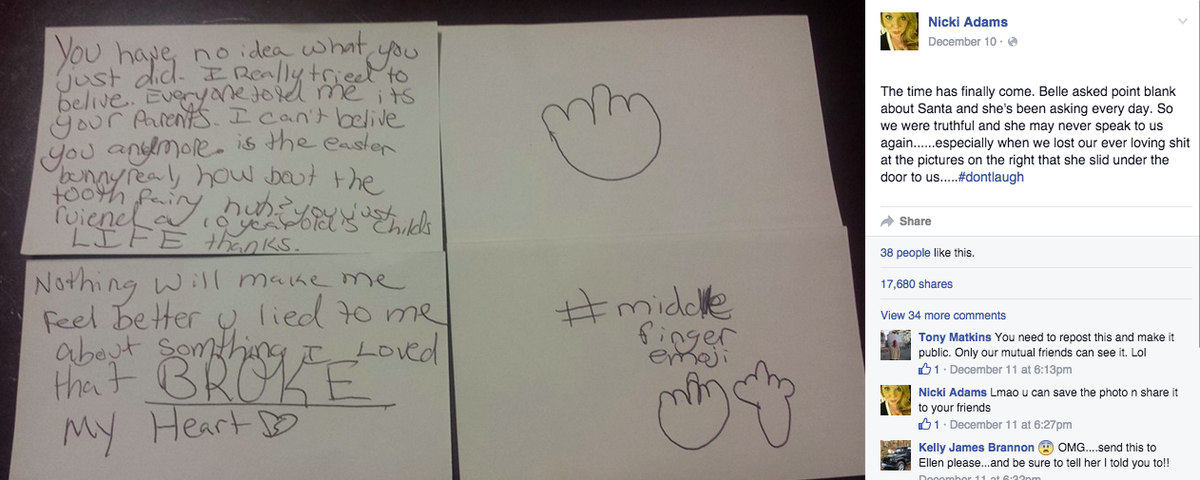 You have no idea what you
just did. I Really tried to
belive. Everyone told me its
your Parents. I can't belive
you anymore. is the easter
bunny real, how bout the
tooth fairy huh? you just
ruiend a 10 year old's childs
LIFE thanks.
Nothing will make me
Feel better u lied to me
about somthing I Loved
that BROKE
My Heart
#middle
finger
emoji
Nicki Adams
December 10 ·
The time has finally come. Belle asked point blank
about Santa and she's been asking every day. So
we were truthful and she may never speak to us
again......especially when we lost our ever loving shit
at the pictures on the right that she slid under the
door to us.....#dontlaugh
Share
38 people like this.
17,680 shares
View 34 more comments
Tony Matkins You need to repost this and make it
public. Only our mutual friends can see it. Lol
1 · December 11 at 6:13pm
Nicki Adams Lmao u can save the photo n share it
to your friends
1 · December 11 at 6:27pm
Kelly James Brannon 😨 OMG....send this to
Ellen please...and be sure to tell her I told you to!!
December 11 at 6:32pm